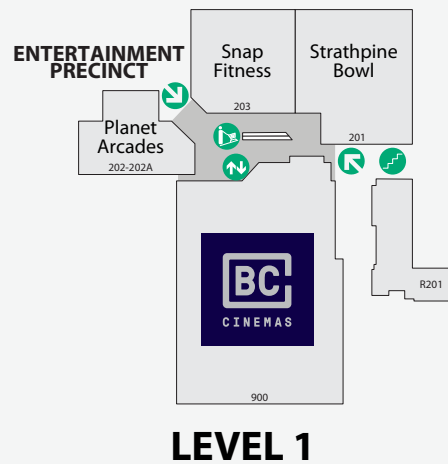 ENTERTAINMENT
PRECINCT
Snap
Fitness
203
Strathpine
Bowl
201
Planet
Arcades
202-202A
R201
BC
CINEMAS
900
LEVEL 1